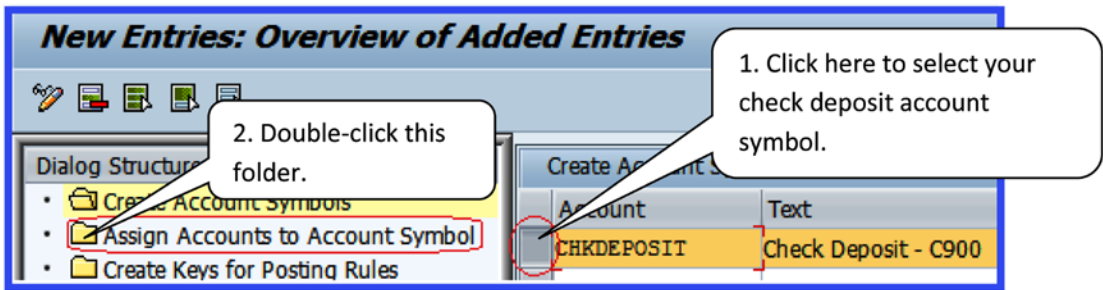 New Entries: Overview of Added Entries
1. Click here to select your
check deposit account
symbol.
2. Double-click this
folder.
Dialog Structure
Create Account Symbols
Assign Accounts to Account Symbol
Create Keys for Posting Rules
Create Account S
Account Text
CHKDEPOSIT Check Deposit - C900